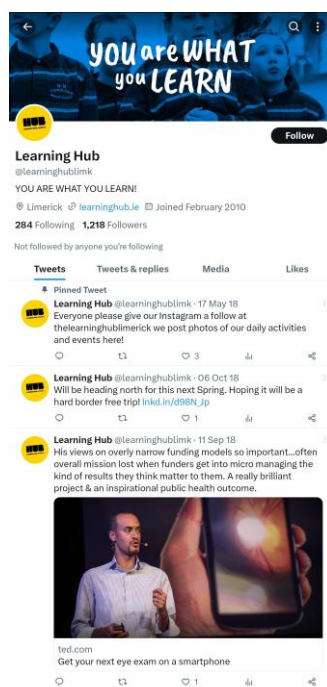 you are WHAT
you LEARN
HUB
Follow
Learning Hub
@learninghublimk
YOU ARE WHAT YOU LEARN!
Limerick learninghub.ie Joined February 2010
284 Following 1,218 Followers
Not followed by anyone you're following
Tweets Tweets & replies Media Likes
Pinned Tweet
HUB
Learning Hub @learninghublimk · 17 May 18
Everyone please give our Instagram a follow at
thelearninghublimerick we post photos of our daily activities
and events here!
3
HUB
Learning Hub @learninghublimk · 06 Oct 18
Will be heading north for this next Spring. Hoping it will be a
hard border free trip! lnkd.in/d98N_Jp
1
HUB
Learning Hub @learninghublimk · 11 Sep 18
His views on overly narrow funding models so important...often
overall mission lost when funders get into micro managing the
kind of results they think matter to them. A really brilliant
project & an inspirational public health outcome.
ted.com
Get your next eye exam on a smartphone
1